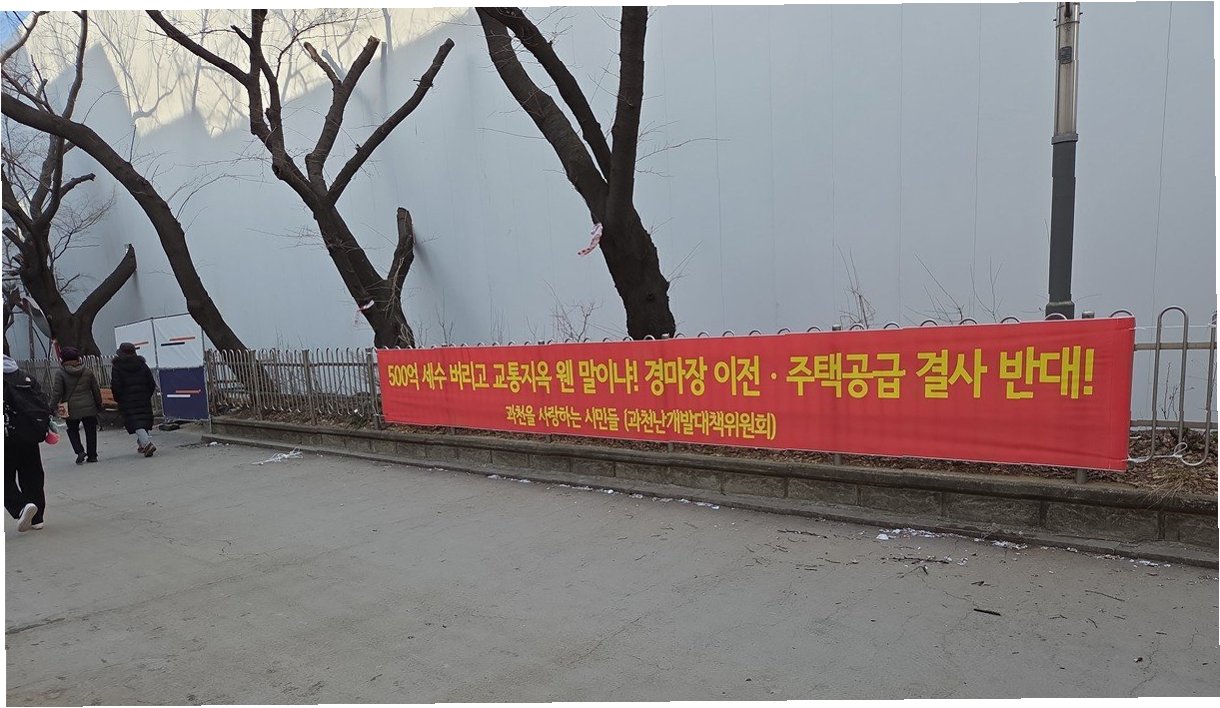 500억 세수 버리고 교통지옥 웬 말이냐! 경마장 이전 · 주택공급 결사 반대!
과천을 사랑하는 시민들 (과천난개발대책위원회)